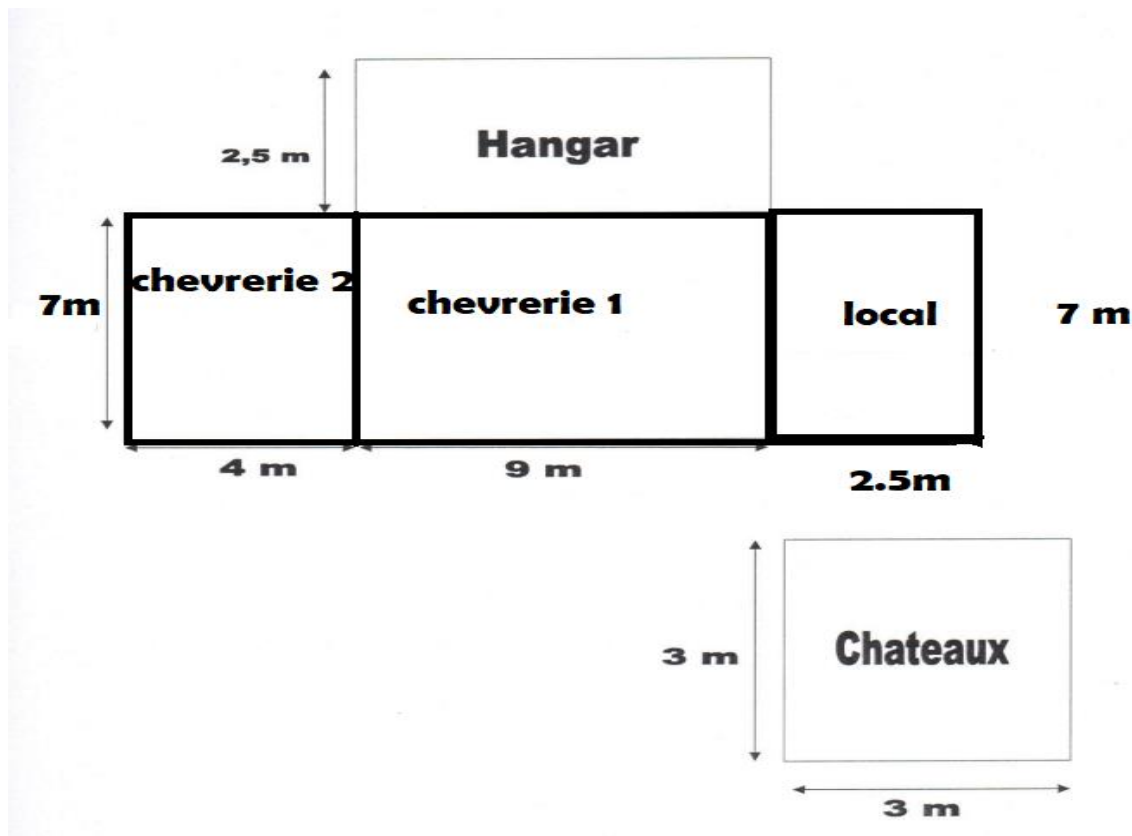 Hangar
2,5 m
chevrerie 2
chevrerie 1
local
7m
7 m
4 m
9 m
2.5m
Chateaux
3 m
3 m